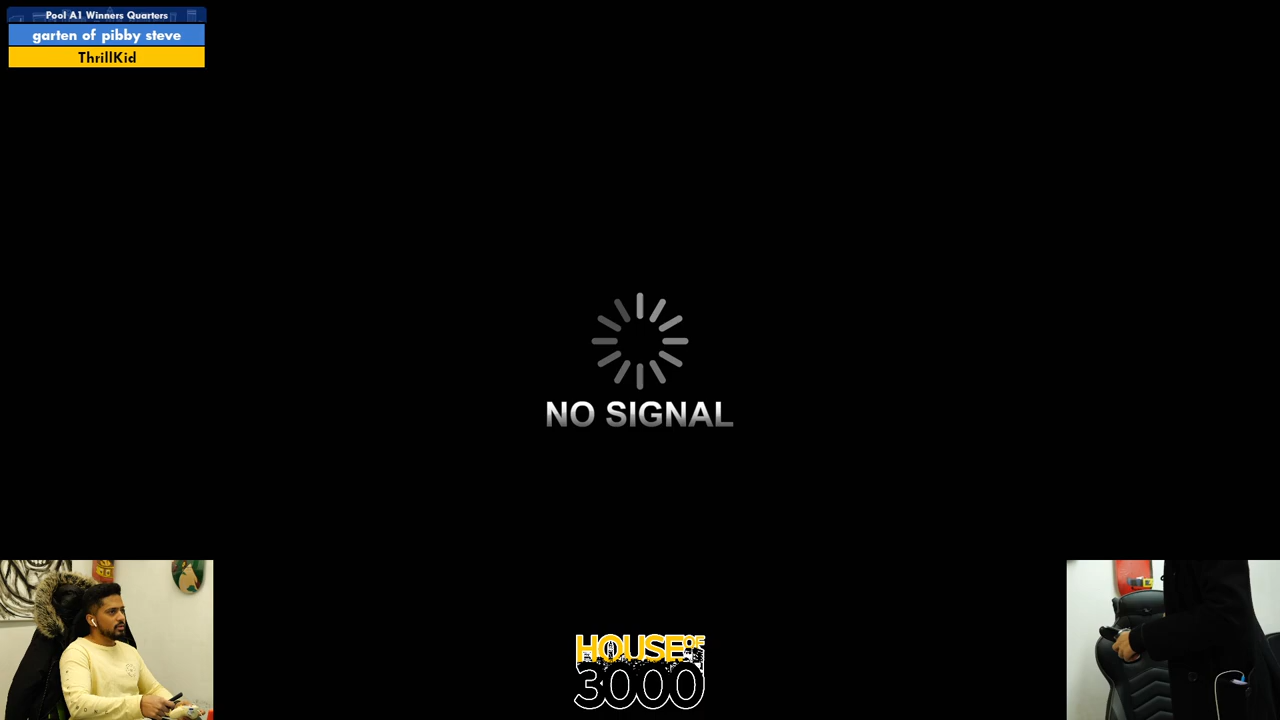 Pool A1 Winners Quarters
garten of pibby steve
ThrillKid
NO SIGNAL
HOUSE OF
3000